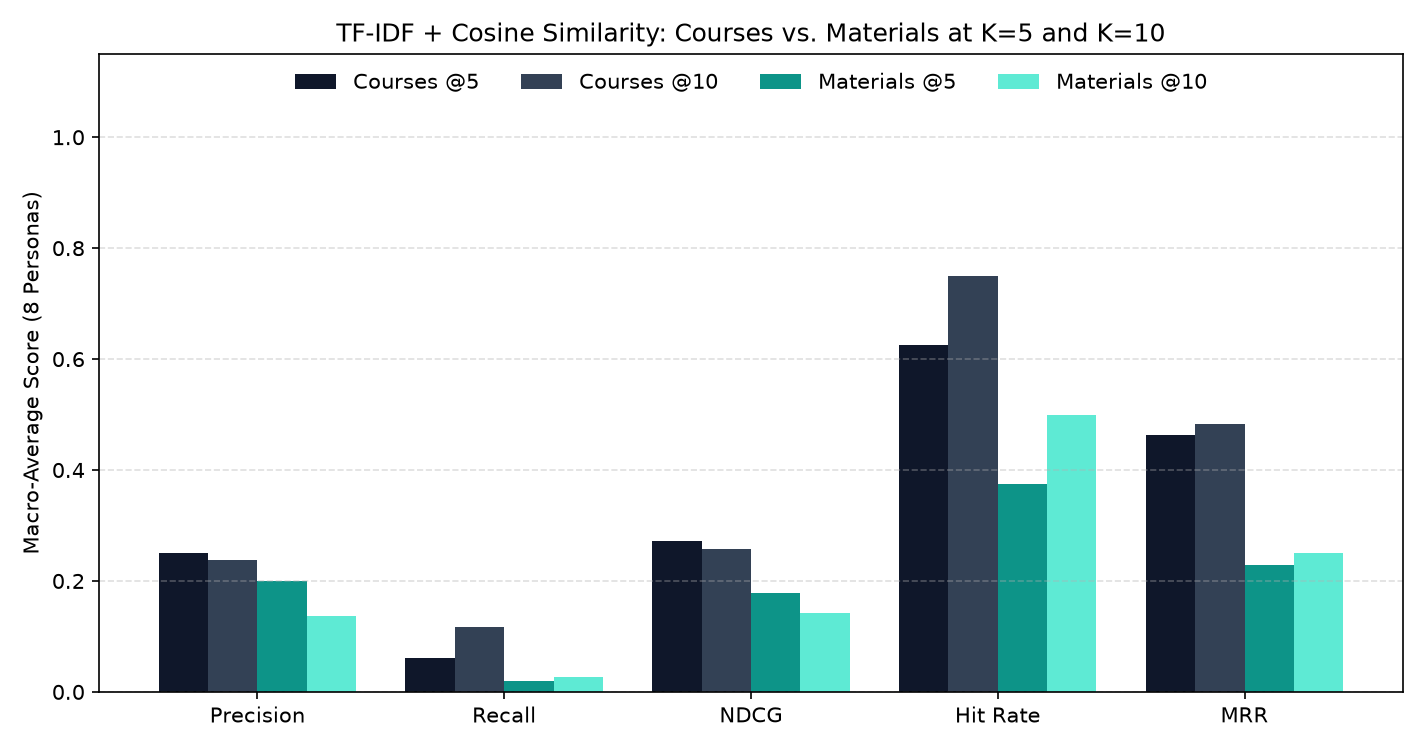 TF-IDF + Cosine Similarity: Courses vs. Materials at K=5 and K=10
Courses @5 Courses @10 Materials @5 Materials @10
Macro-Average Score (8 Personas)
1.0
0.8
0.6
0.4
0.2
0.0
Precision Recall NDCG Hit Rate MRR